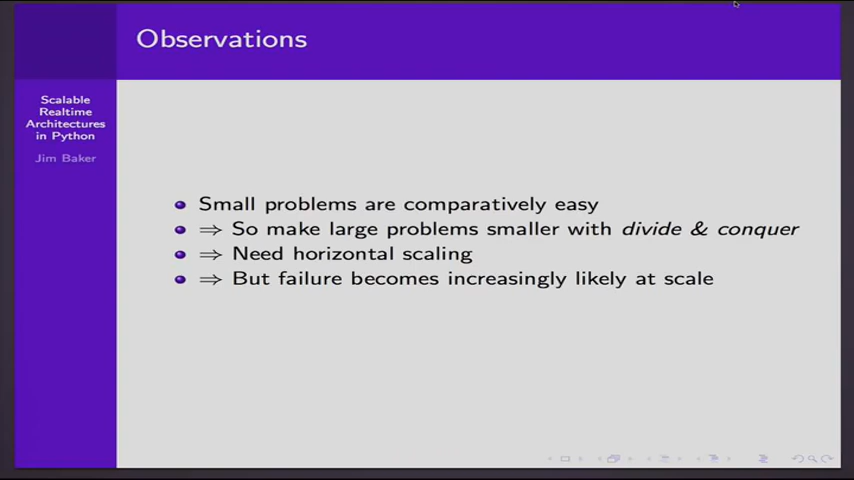 Observations
Scalable
Realtime
Architectures
in Python
Jim Baker
Small problems are comparatively easy
⇒ So make large problems smaller with divide & conquer
⇒ Need horizontal scaling
⇒ But failure becomes increasingly likely at scale